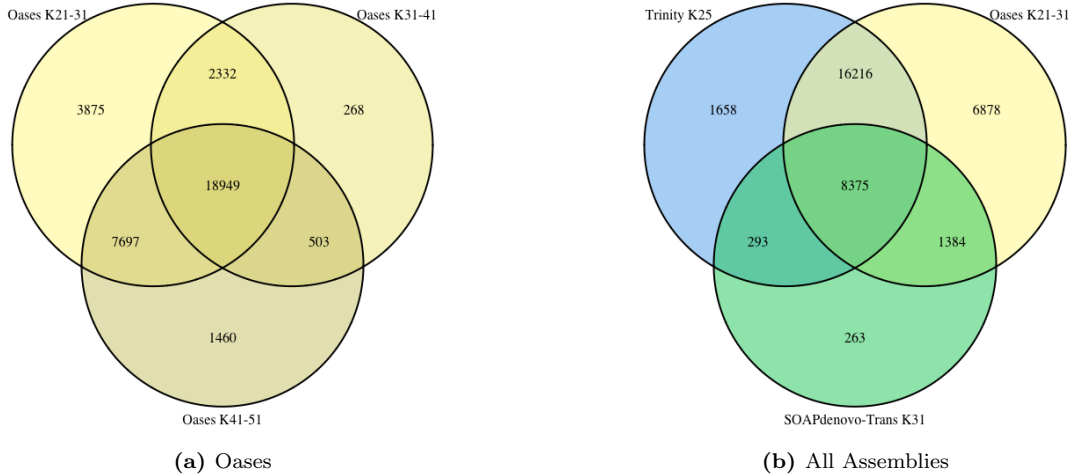 Oases K21-31
Oases K31-41
2332
3875
268
18949
7697
503
1460
Oases K41-51
(a) Oases
Trinity K25
Oases K21-31
16216
1658
6878
8375
293
1384
263
SOAPdenovo-Trans K31
(b) All Assemblies